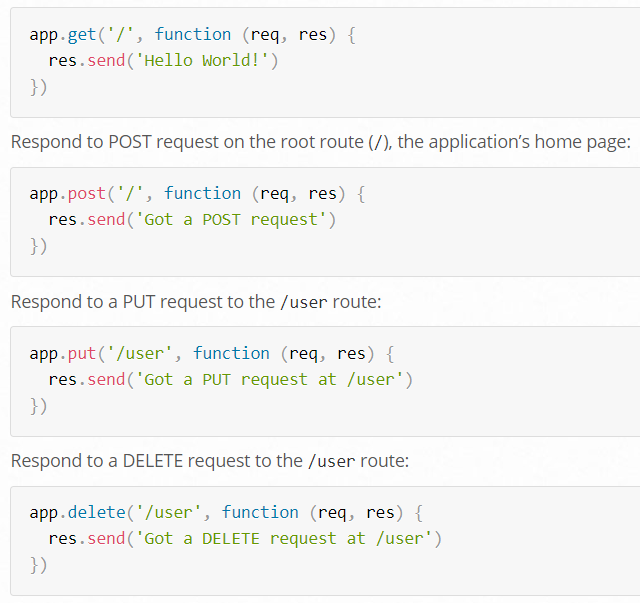 app.get('/', function (req, res) {
  res.send('Hello World!')
})
Respond to POST request on the root route (/), the application’s home page:
app.post('/', function (req, res) {
  res.send('Got a POST request')
})
Respond to a PUT request to the /user route:
app.put('/user', function (req, res) {
  res.send('Got a PUT request at /user')
})
Respond to a DELETE request to the /user route:
app.delete('/user', function (req, res) {
  res.send('Got a DELETE request at /user')
})